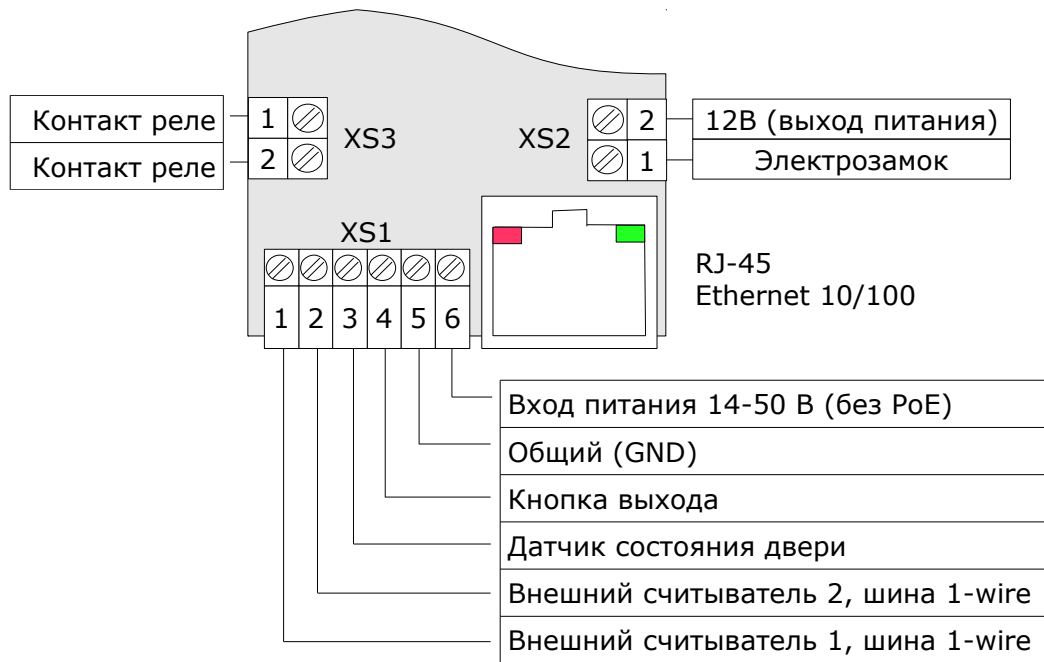 Контакт реле
1
XS3
XS2
2
12В (выход питания)
Контакт реле
2
1
Электрозамок
XS1
RJ-45
Ethernet 10/100
1 2 3 4 5 6
Вход питания 14-50 В (без PoE)
Общий (GND)
Кнопка выхода
Датчик состояния двери
Внешний считыватель 2, шина 1-wire
Внешний считыватель 1, шина 1-wire